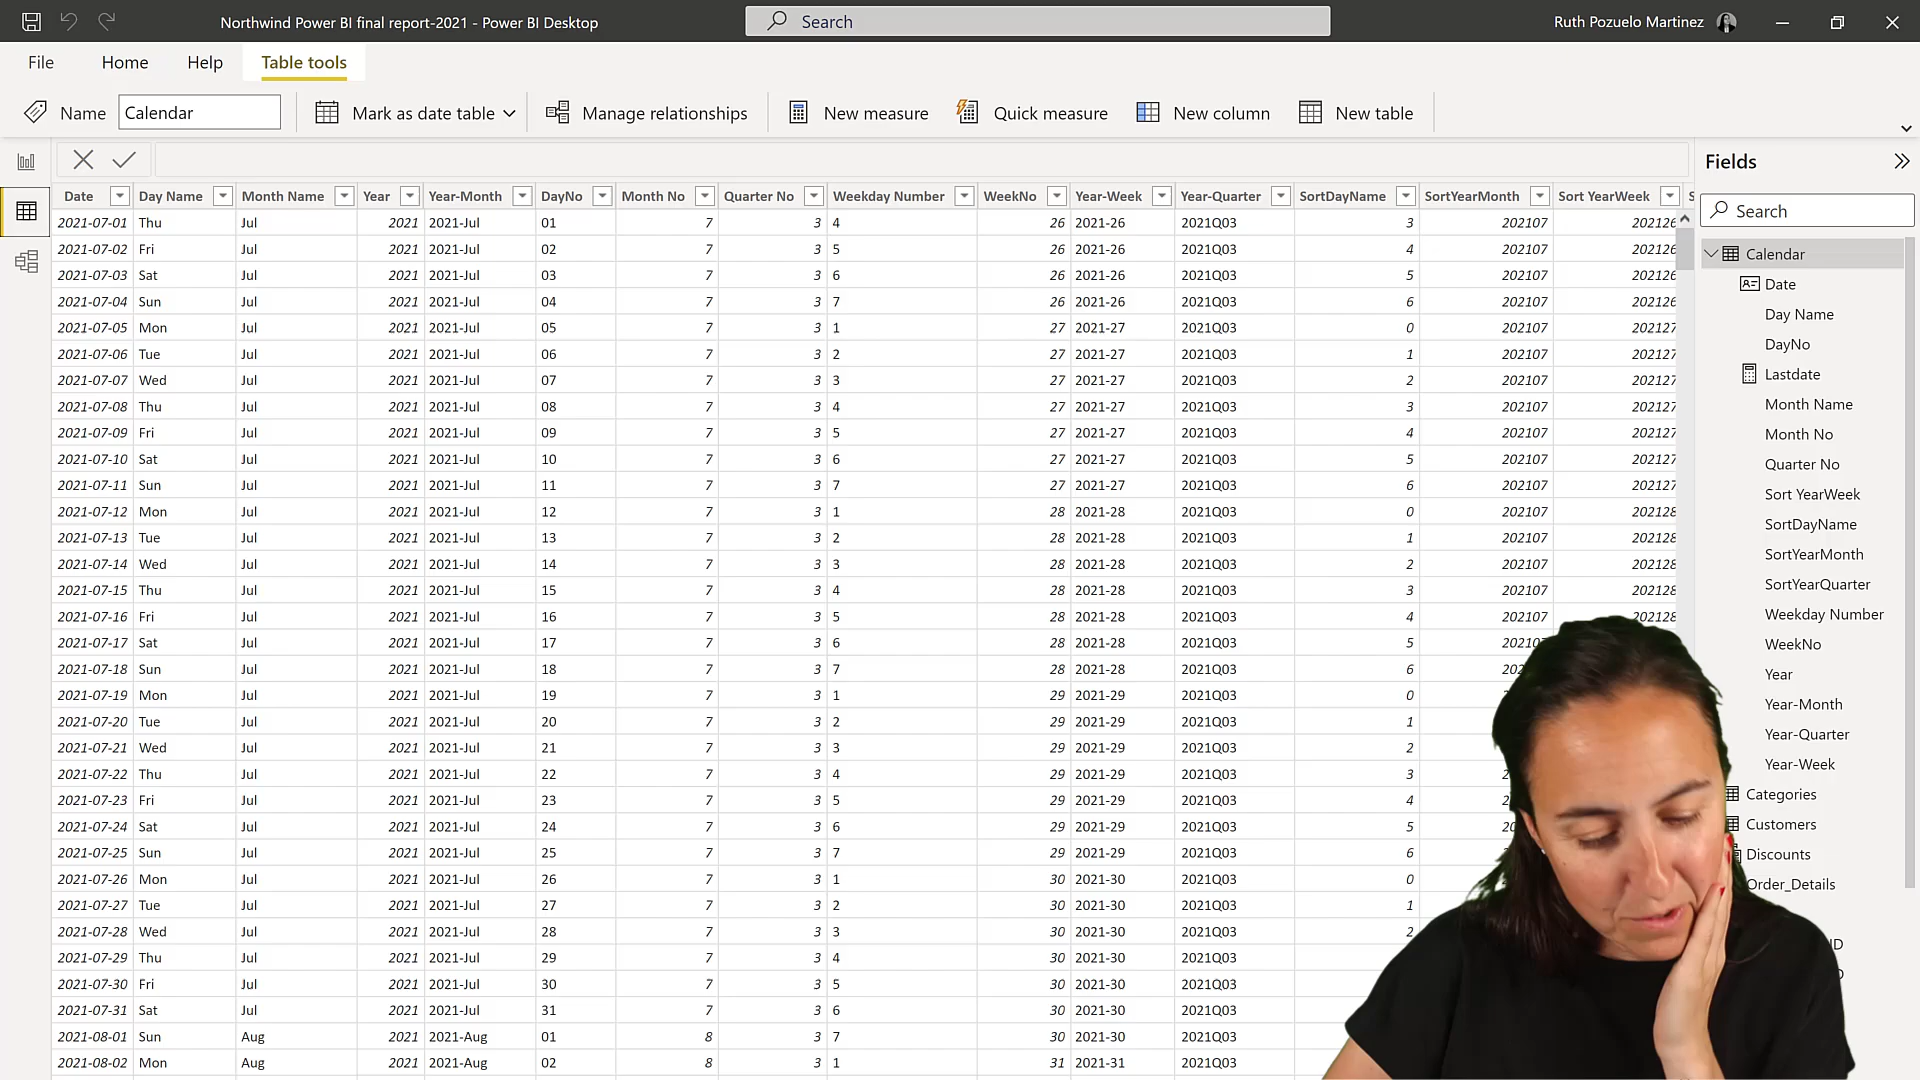 Northwind Power BI final report-2021 - Power BI Desktop Search Ruth Pozuelo Martinez
File Home Help Table tools
Name Calendar Mark as date table Manage relationships New measure Quick measure New column New table
Fields
Date Day Name Month Name Year Year-Month DayNo Month No Quarter No Weekday Number WeekNo Year-Week Year-Quarter SortDayName SortYearMonth Sort YearWeek S
2021-07-01 Thu Jul 2021 2021-Jul 01 7 3 4 26 2021-26 2021Q03 3 202107 202126
2021-07-02 Fri Jul 2021 2021-Jul 02 7 3 5 26 2021-26 2021Q03 4 202107 202126
2021-07-03 Sat Jul 2021 2021-Jul 03 7 3 6 26 2021-26 2021Q03 5 202107 202126
2021-07-04 Sun Jul 2021 2021-Jul 04 7 3 7 26 2021-26 2021Q03 6 202107 202126
2021-07-05 Mon Jul 2021 2021-Jul 05 7 3 1 27 2021-27 2021Q03 0 202107 202127
2021-07-06 Tue Jul 2021 2021-Jul 06 7 3 2 27 2021-27 2021Q03 1 202107 202127
2021-07-07 Wed Jul 2021 2021-Jul 07 7 3 3 27 2021-27 2021Q03 2 202107 202127
2021-07-08 Thu Jul 2021 2021-Jul 08 7 3 4 27 2021-27 2021Q03 3 202107 202127
2021-07-09 Fri Jul 2021 2021-Jul 09 7 3 5 27 2021-27 2021Q03 4 202107 202127
2021-07-10 Sat Jul 2021 2021-Jul 10 7 3 6 27 2021-27 2021Q03 5 202107 202127
2021-07-11 Sun Jul 2021 2021-Jul 11 7 3 7 27 2021-27 2021Q03 6 202107 202127
2021-07-12 Mon Jul 2021 2021-Jul 12 7 3 1 28 2021-28 2021Q03 0 202107 202128
2021-07-13 Tue Jul 2021 2021-Jul 13 7 3 2 28 2021-28 2021Q03 1 202107 202128
2021-07-14 Wed Jul 2021 2021-Jul 14 7 3 3 28 2021-28 2021Q03 2 202107 202128
2021-07-15 Thu Jul 2021 2021-Jul 15 7 3 4 28 2021-28 2021Q03 3 202107 202128
2021-07-16 Fri Jul 2021 2021-Jul 16 7 3 5 28 2021-28 2021Q03 4 202107 202128
2021-07-17 Sat Jul 2021 2021-Jul 17 7 3 6 28 2021-28 2021Q03 5
2021-07-18 Sun Jul 2021 2021-Jul 18 7 3 7 28 2021-28 2021Q03 6
2021-07-19 Mon Jul 2021 2021-Jul 19 7 3 1 29 2021-29 2021Q03 0
2021-07-20 Tue Jul 2021 2021-Jul 20 7 3 2 29 2021-29 2021Q03 1
2021-07-21 Wed Jul 2021 2021-Jul 21 7 3 3 29 2021-29 2021Q03 2
2021-07-22 Thu Jul 2021 2021-Jul 22 7 3 4 29 2021-29 2021Q03 3
2021-07-23 Fri Jul 2021 2021-Jul 23 7 3 5 29 2021-29 2021Q03 4
2021-07-24 Sat Jul 2021 2021-Jul 24 7 3 6 29 2021-29 2021Q03 5
2021-07-25 Sun Jul 2021 2021-Jul 25 7 3 7 29 2021-29 2021Q03 6
2021-07-26 Mon Jul 2021 2021-Jul 26 7 3 1 30 2021-30 2021Q03 0
2021-07-27 Tue Jul 2021 2021-Jul 27 7 3 2 30 2021-30 2021Q03 1
2021-07-28 Wed Jul 2021 2021-Jul 28 7 3 3 30 2021-30 2021Q03 2
2021-07-29 Thu Jul 2021 2021-Jul 29 7 3 4 30 2021-30 2021Q03
2021-07-30 Fri Jul 2021 2021-Jul 30 7 3 5 30 2021-30 2021Q03
2021-07-31 Sat Jul 2021 2021-Jul 31 7 3 6 30 2021-30 2021Q03
2021-08-01 Sun Aug 2021 2021-Aug 01 8 3 7 30 2021-30 2021Q03
2021-08-02 Mon Aug 2021 2021-Aug 02 8 3 1 31 2021-31 2021Q03
Search
Calendar
Date
Day Name
DayNo
Lastdate
Month Name
Month No
Quarter No
Sort YearWeek
SortDayName
SortYearMonth
SortYearQuarter
Weekday Number
WeekNo
Year
Year-Month
Year-Quarter
Year-Week
Categories
Customers
Discounts
Order_Details